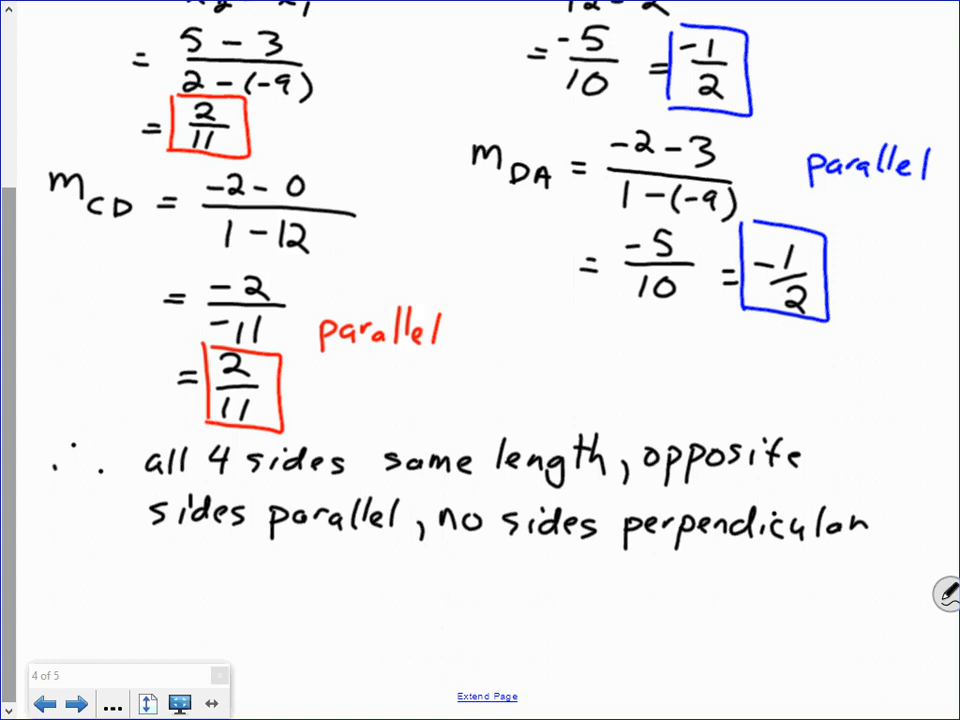 = 5 - 3 / 2 - (-9)
= 2/11
m CD = -2 - 0 / 1 - 12
= -2 / -11
parallel
= 2/11
= -5/10 = -1/2
m DA = -2 - 3 / 1 - (-9)
parallel
= -5/10 = -1/2
∴ all 4 sides same length, opposite
sides parallel, no sides perpendicular
4 of 5
Extend Page